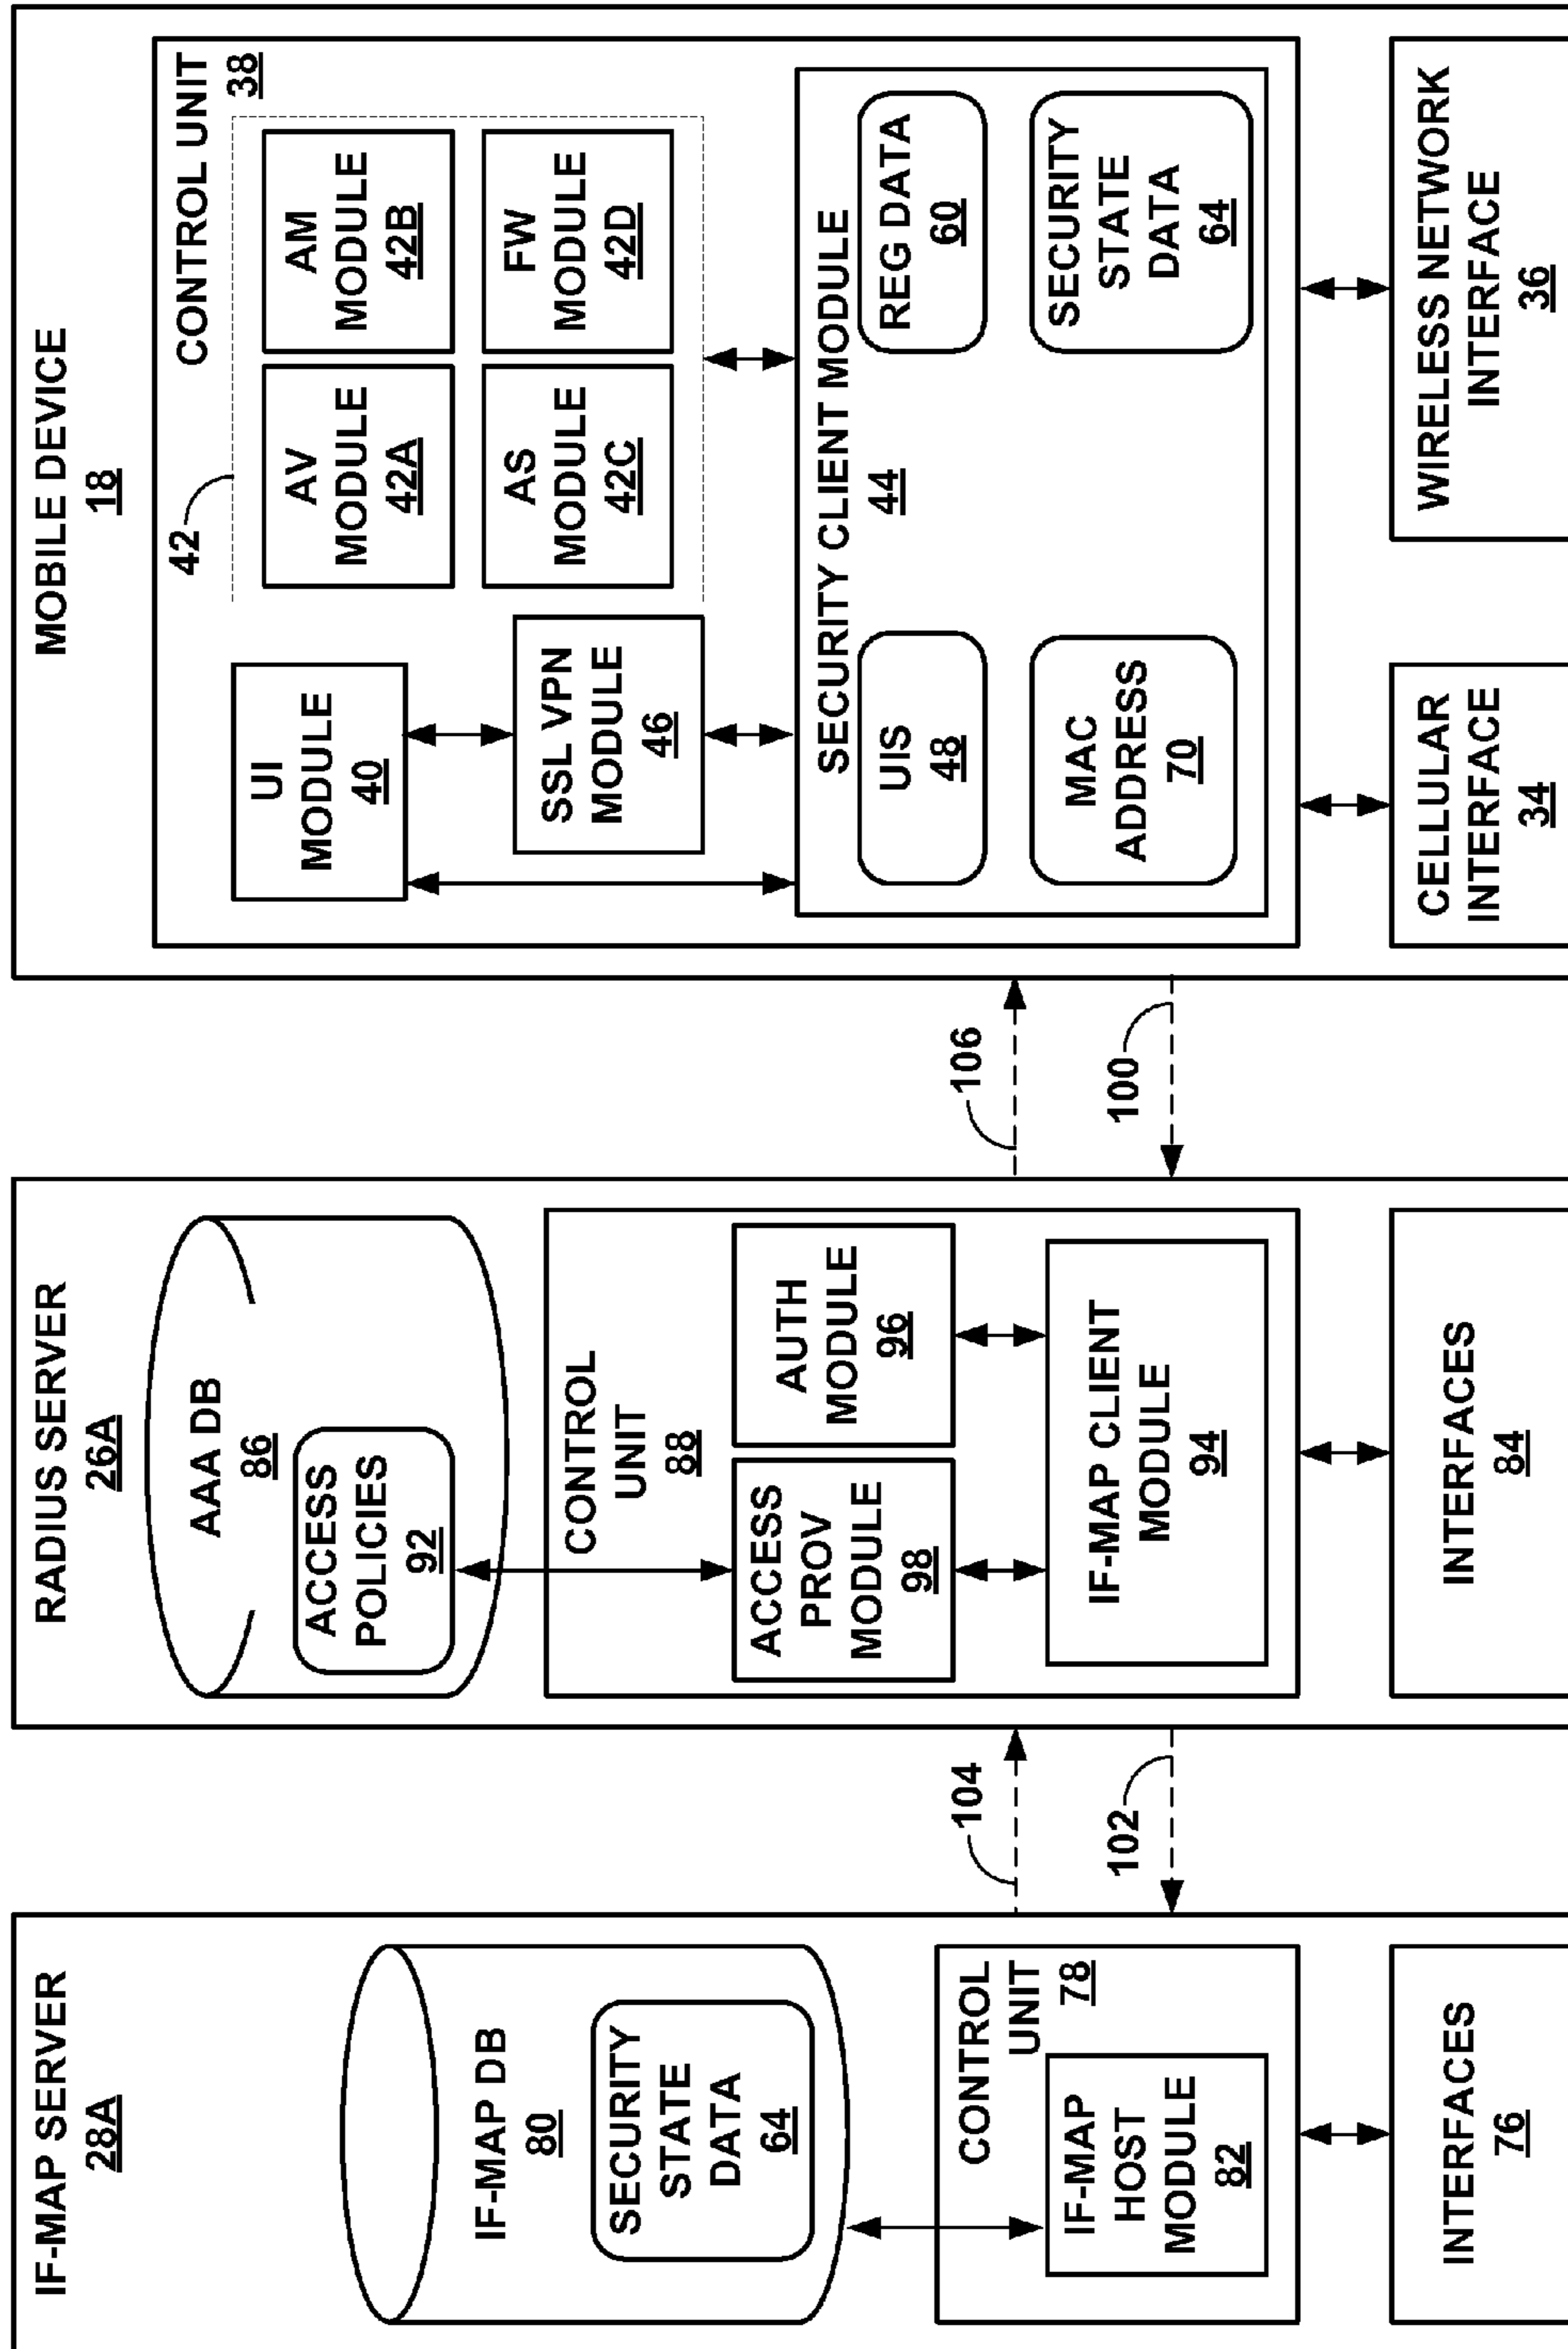 IF-MAP SERVER
28A
IF-MAP DB
80
SECURITY
STATE
DATA
64
CONTROL
UNIT
78
IF-MAP
HOST
MODULE
82
INTERFACES
76
104
102
RADIUS SERVER
26A
AAA DB
86
ACCESS
POLICIES
92
CONTROL
UNIT
88
ACCESS
PROV
MODULE
98
AUTH
MODULE
96
IF-MAP CLIENT
MODULE
94
INTERFACES
84
106
100
MOBILE DEVICE
18
CONTROL UNIT
38
42
UI
MODULE
40
AV
MODULE
42A
AM
MODULE
42B
SSL VPN
MODULE
46
AS
MODULE
42C
FW
MODULE
42D
SECURITY CLIENT MODULE
44
UIS
48
REG DATA
60
MAC
ADDRESS
70
SECURITY
STATE
DATA
64
CELLULAR
INTERFACE
34
WIRELESS NETWORK
INTERFACE
36